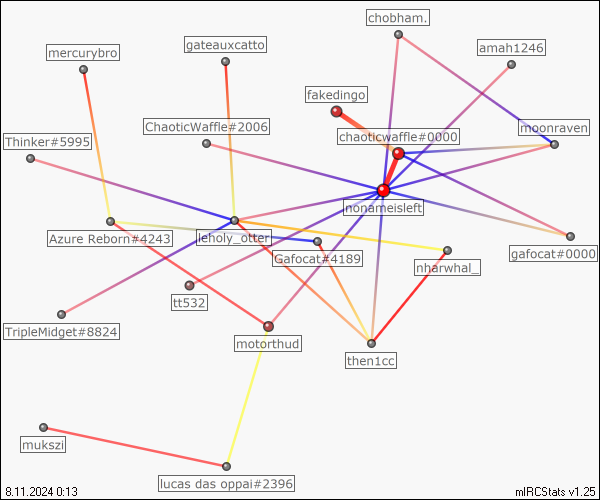 chobham.
gateauxcatto
amah1246
mercurybro
fakedingo
ChaoticWaffle#2006
moonraven
chaoticwaffle#0000
Thinker#5995
nonameisleft
Azure Reborn#4243
leholy_otter
gafocat#0000
Gafocat#4189
nharwhal_
tt532
TripleMidget#8824
motorthud
then1cc
mukszi
lucas das oppai#2396
8.11.2024 0:13
mIRCStats v1.25